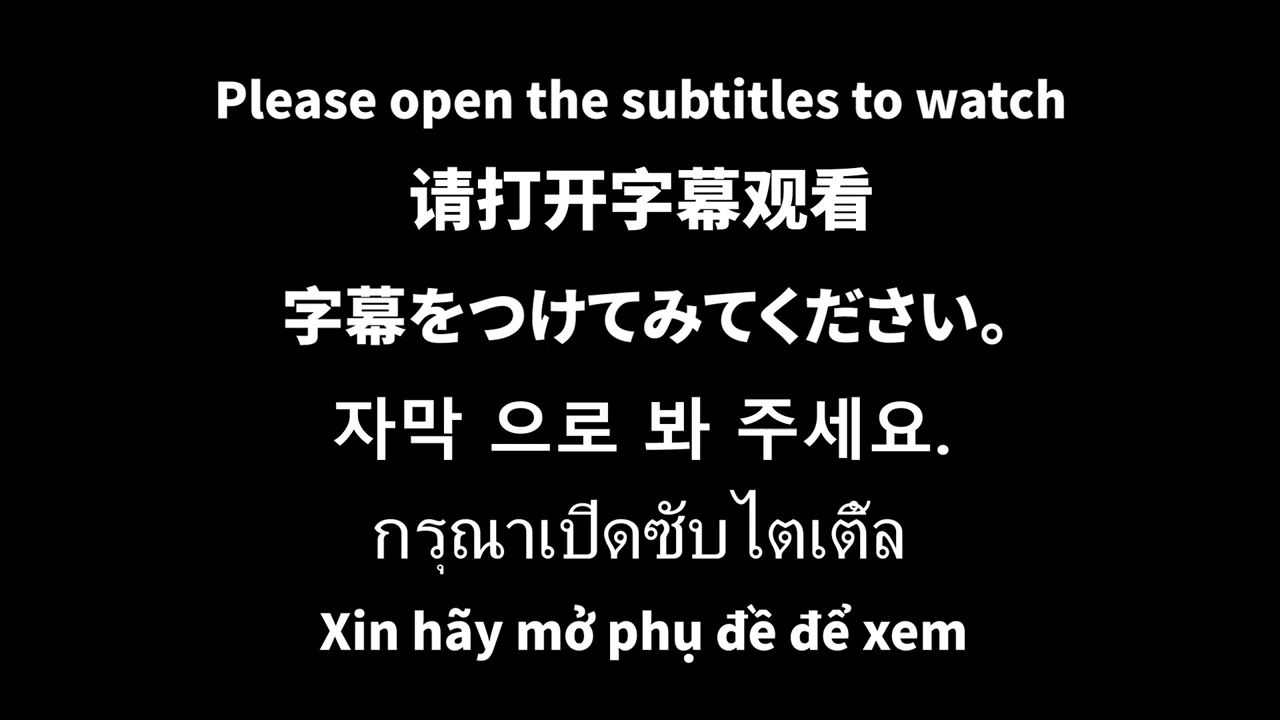 Please open the subtitles to watch
请打开字幕观看
字幕をつけてみてください。
자막 으로 봐 주세요.
กรุณาเปิดซับไตเติ้ล
Xin hãy mở phụ đề để xem